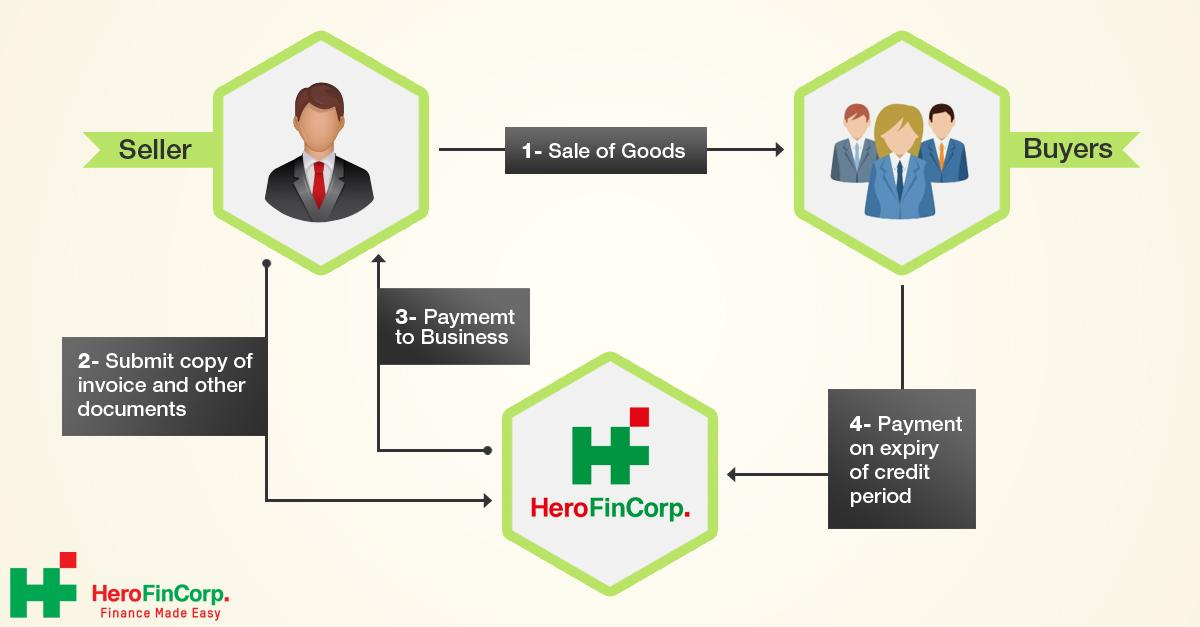 Seller
1- Sale of Goods
Buyers
2- Submit copy of
invoice and other
documents
3- Paymemt
to Business
4- Payment
on expiry
of credit
period
HeroFinCorp.
HeroFinCorp.
Finance Made Easy